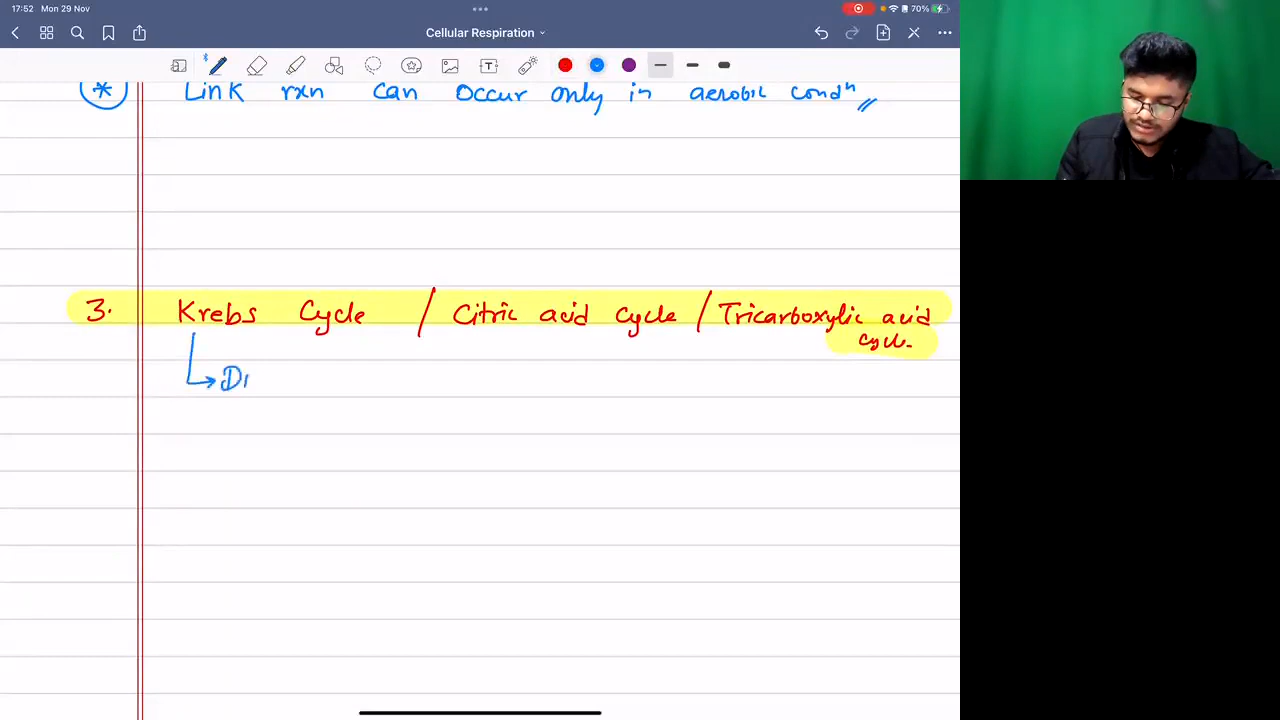 17:52 Mon 29 Nov
70%
Cellular Respiration
T
* Link rxn can occur only in aerobic condn
3. Krebs Cycle / Citric acid cycle / Tricarboxylic acid
cycle
Di